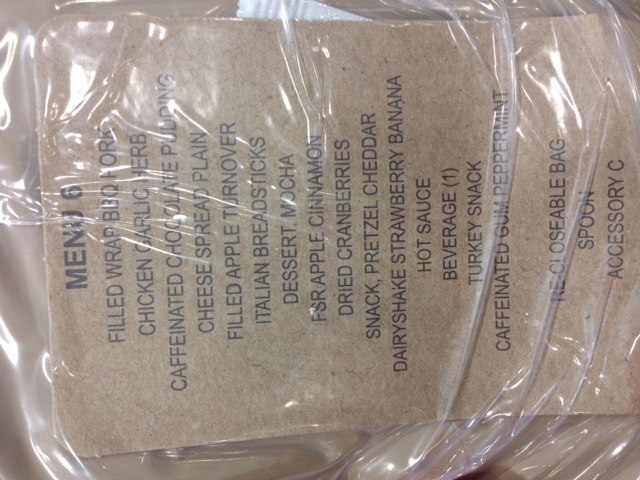 MENU 6
FILLED WRAP BBQ PORK
CHICKEN GARLIC HERB
CAFFEINATED CHOCOLATE PUDDING
CHEESE SPREAD PLAIN
FILLED APPLE TURNOVER
ITALIAN BREADSTICKS
DESSERT, MOCHA
FSR APPLE CINNAMON
DRIED CRANBERRIES
SNACK, PRETZEL CHEDDAR
DAIRYSHAKE STRAWBERRY BANANA
HOT SAUCE
BEVERAGE (1)
TURKEY SNACK
CAFFEINATED GUM PEPPERMINT
RE-CLOSEABLE BAG
SPOON
ACCESSORY C